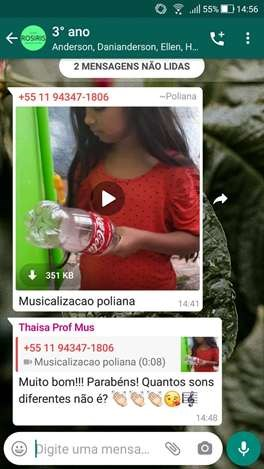 55% 14:56
ROSIRIS
3° ano
Anderson, Danianderson, Ellen, H...
2 MENSAGENS NÃO LIDAS
+55 11 94347-1806 ~Poliana
Coca-Cola
351 KB
Musicalizacao poliana
14:41
Thaisa Prof Mus
+55 11 94347-1806
Musicalizacao poliana (0:08)
Muito bom!!! Parabéns! Quantos sons
diferentes não é? 👏🏻👏🏻👏🏻😘🎼
14:48
Digite uma mensa...